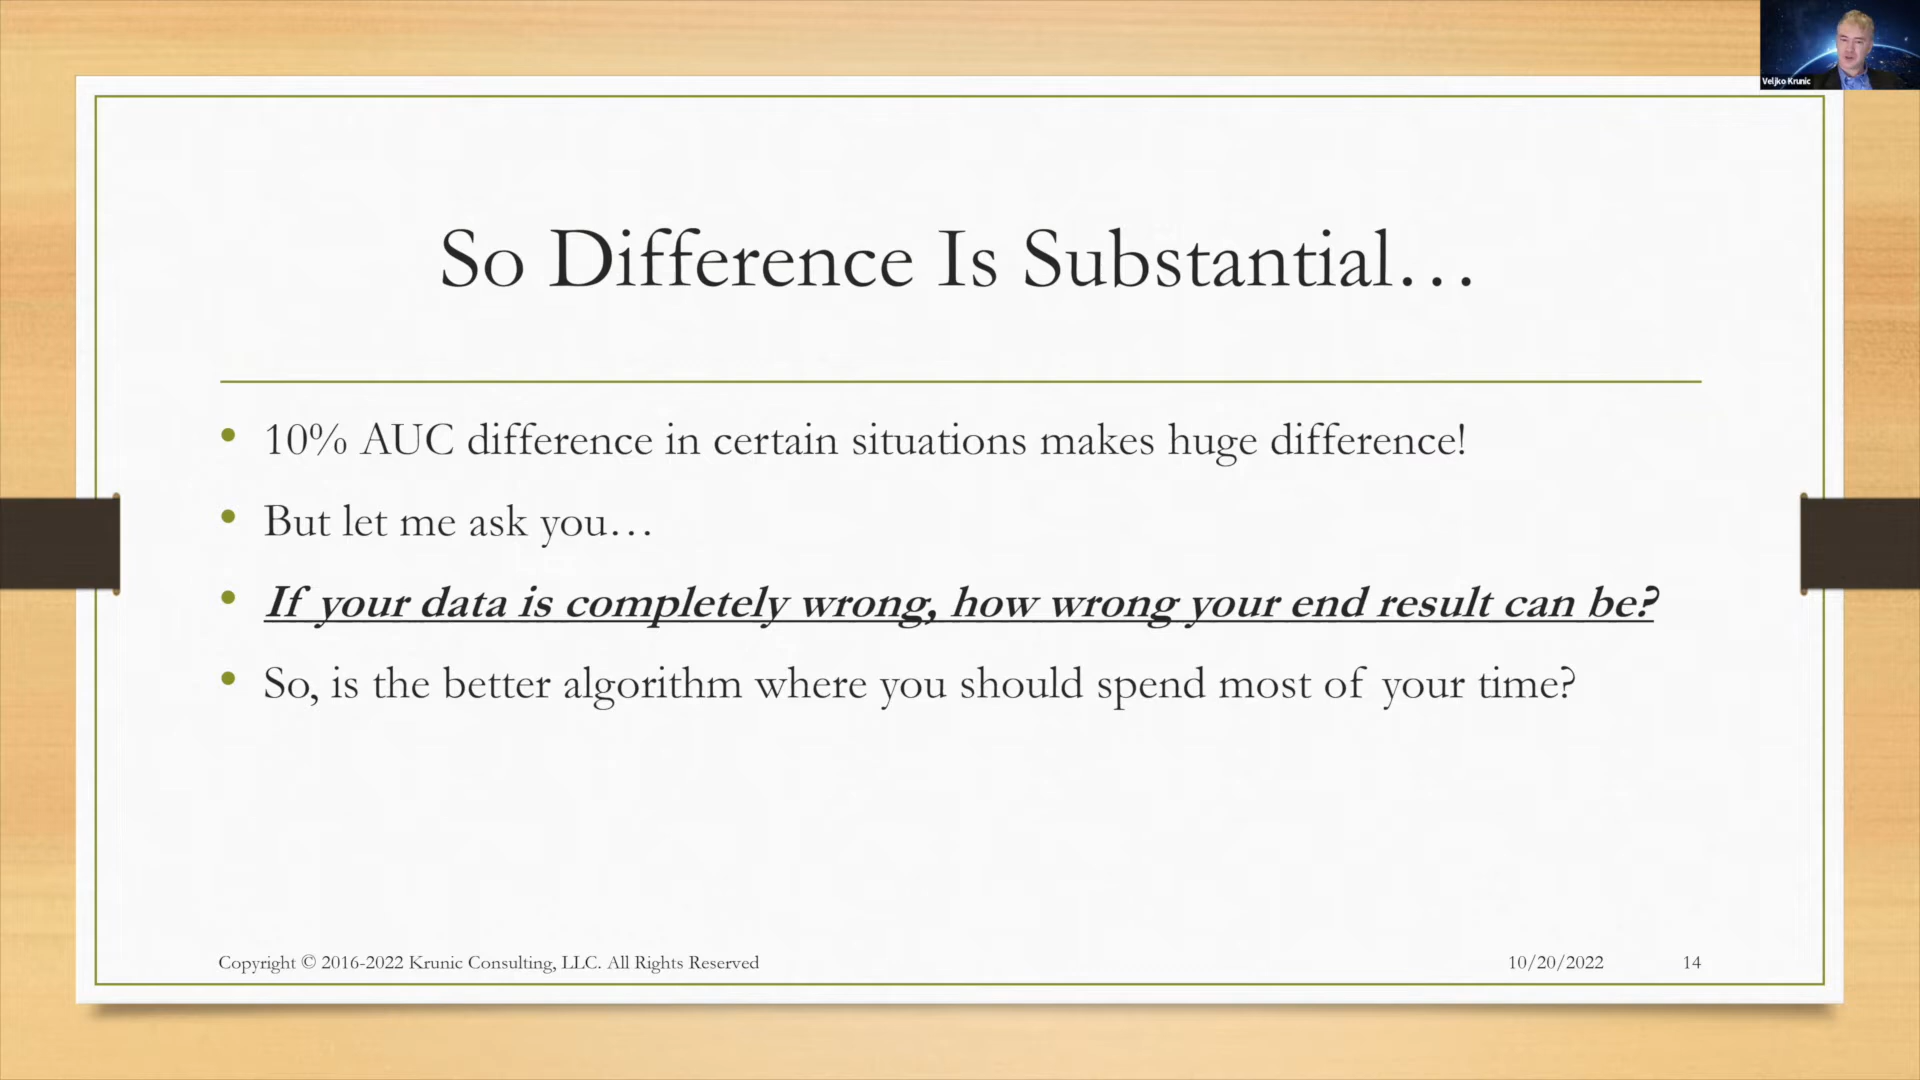 Veljko Krunic
So Difference Is Substantial…
• 10% AUC difference in certain situations makes huge difference!
• But let me ask you…
• If your data is completely wrong, how wrong your end result can be?
• So, is the better algorithm where you should spend most of your time?
Copyright © 2016-2022 Krunic Consulting, LLC. All Rights Reserved 10/20/2022 14